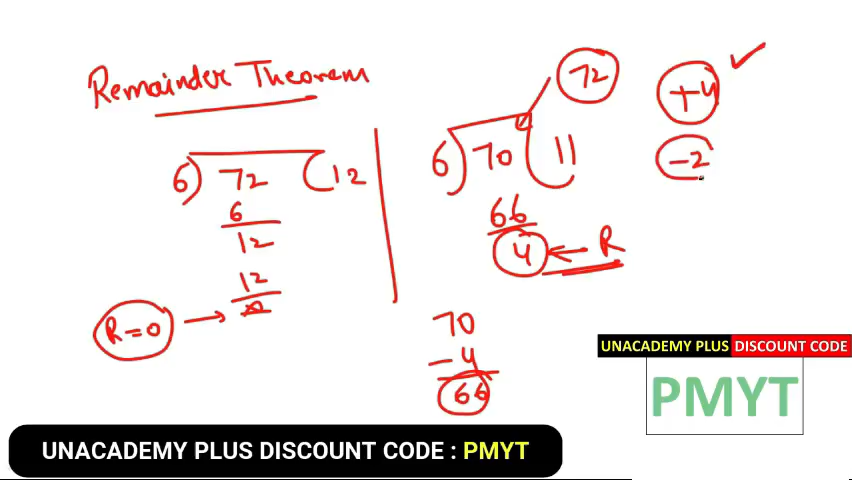 Remainder Theorem
6) 72 (12
6
12
12
0
R=0
72
6) 70 (11
66
4 ← R
70
-4
66
+4 ✓
-2
UNACADEMY PLUS DISCOUNT CODE
PMYT
UNACADEMY PLUS DISCOUNT CODE : PMYT